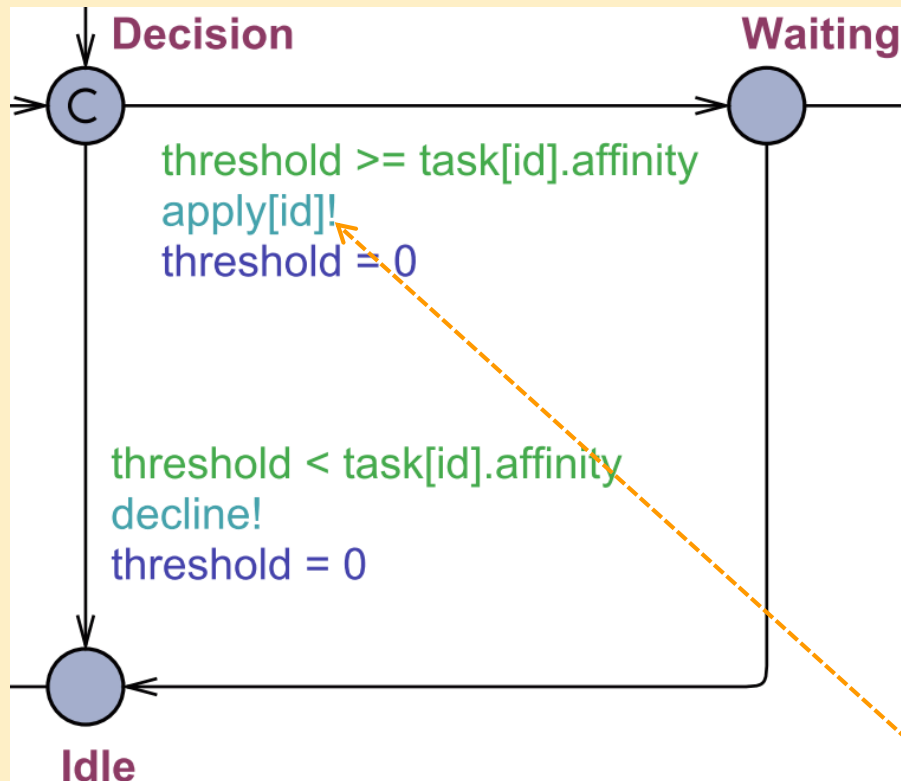 Decision
Waiting
C
threshold >= task[id].affinity
apply[id]!
threshold = 0
threshold < task[id].affinity
decline!
threshold = 0
Idle